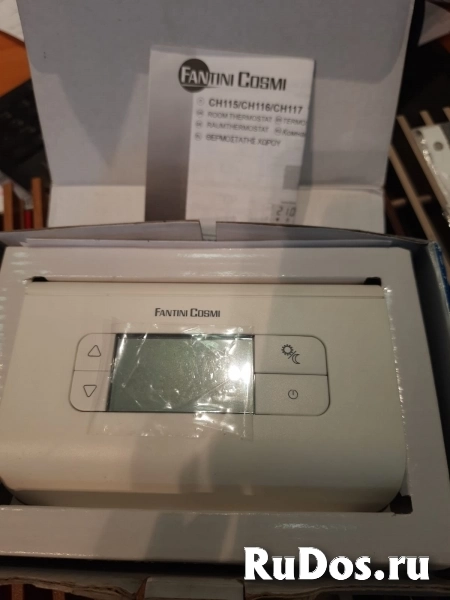 FANTINI COSMI
CH115/CH116/CH117
ROOM THERMOSTAT
RAUMTHERMOSTAT
ΘΕΡΜΟΣΤΑΤΗΣ ΧΩΡΟΥ
FANTINI COSMI
RuDos.ru